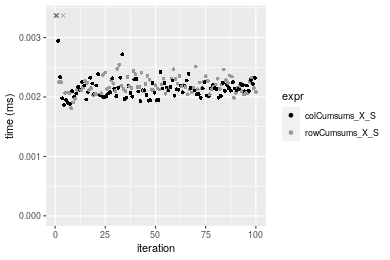 0.003
0.002
0.001
0.000
time (ms)
0 25 50 75 100
iteration
expr
colCumsums_X_S
rowCumsums_X_S